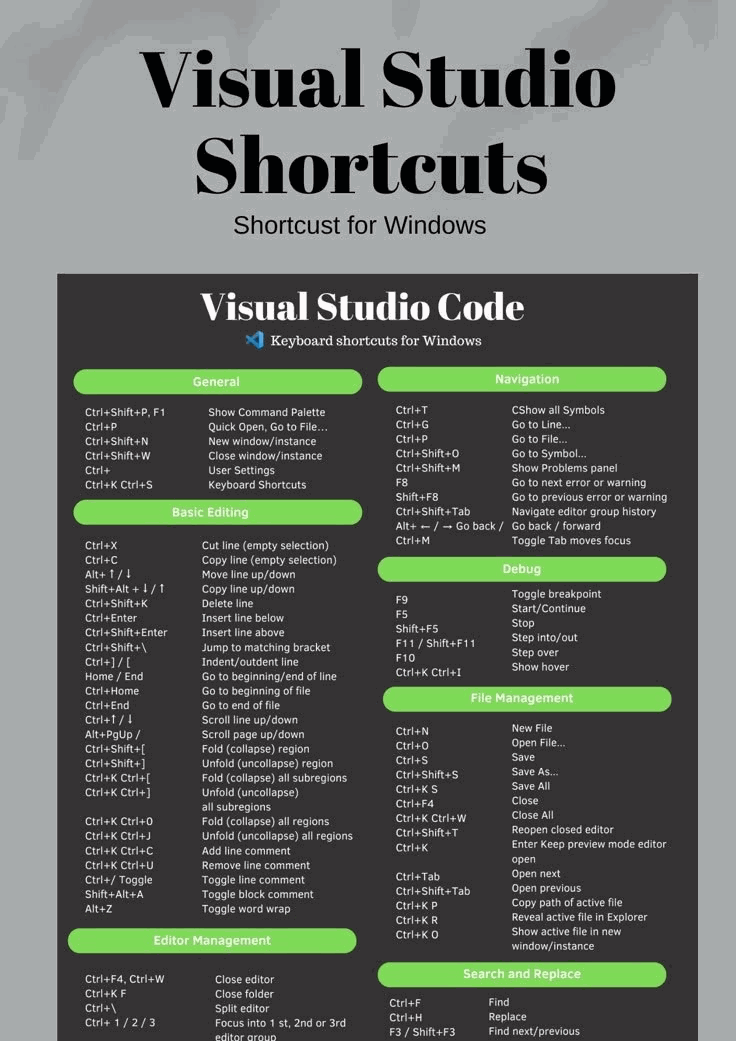 Visual Studio
Shortcuts
Shortcust for Windows
Visual Studio Code
Keyboard shortcuts for Windows
General
Ctrl+Shift+P, F1 Show Command Palette
Ctrl+P Quick Open, Go to File...
Ctrl+Shift+N New window/instance
Ctrl+Shift+W Close window/instance
Ctrl+ User Settings
Ctrl+K Ctrl+S Keyboard Shortcuts
Basic Editing
Ctrl+X Cut line (empty selection)
Ctrl+C Copy line (empty selection)
Alt+ ↑ / ↓ Move line up/down
Shift+Alt + ↓ / ↑ Copy line up/down
Ctrl+Shift+K Delete line
Ctrl+Enter Insert line below
Ctrl+Shift+Enter Insert line above
Ctrl+Shift+\ Jump to matching bracket
Ctrl+] / [ Indent/outdent line
Home / End Go to beginning/end of line
Ctrl+Home Go to beginning of file
Ctrl+End Go to end of file
Ctrl+↑ / ↓ Scroll line up/down
Alt+PgUp / Scroll page up/down
Ctrl+Shift+[ Fold (collapse) region
Ctrl+Shift+] Unfold (uncollapse) region
Ctrl+K Ctrl+[ Fold (collapse) all subregions
Ctrl+K Ctrl+] Unfold (uncollapse)
all subregions
Ctrl+K Ctrl+0 Fold (collapse) all regions
Ctrl+K Ctrl+J Unfold (uncollapse) all regions
Ctrl+K Ctrl+C Add line comment
Ctrl+K Ctrl+U Remove line comment
Ctrl+/ Toggle Toggle line comment
Shift+Alt+A Toggle block comment
Alt+Z Toggle word wrap
Editor Management
Ctrl+F4, Ctrl+W Close editor
Ctrl+K F Close folder
Ctrl+\ Split editor
Ctrl+ 1 / 2 / 3 Focus into 1 st, 2nd or 3rd
editor group
Navigation
Ctrl+T CShow all Symbols
Ctrl+G Go to Line...
Ctrl+P Go to File...
Ctrl+Shift+O Go to Symbol...
Ctrl+Shift+M Show Problems panel
F8 Go to next error or warning
Shift+F8 Go to previous error or warning
Ctrl+Shift+Tab Navigate editor group history
Alt+ ← / → Go back / Go back / forward
Ctrl+M Toggle Tab moves focus
Debug
F9 Toggle breakpoint
F5 Start/Continue
Shift+F5 Stop
F11 / Shift+F11 Step into/out
F10 Step over
Ctrl+K Ctrl+I Show hover
File Management
Ctrl+N New File
Ctrl+O Open File...
Ctrl+S Save
Ctrl+Shift+S Save As...
Ctrl+K S Save All
Ctrl+F4 Close
Ctrl+K Ctrl+W Close All
Ctrl+Shift+T Reopen closed editor
Ctrl+K Enter Keep preview mode editor
open
Ctrl+Tab Open next
Ctrl+Shift+Tab Open previous
Ctrl+K P Copy path of active file
Ctrl+K R Reveal active file in Explorer
Ctrl+K O Show active file in new
window/instance
Search and Replace
Ctrl+F Find
Ctrl+H Replace
F3 / Shift+F3 Find next/previous